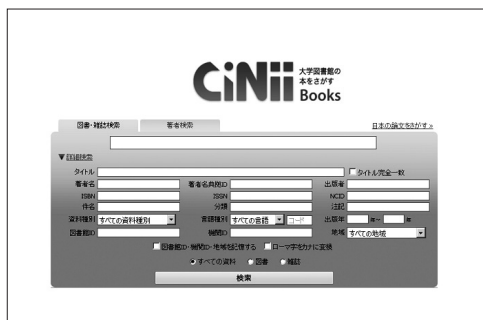 CiNii 大学図書館の
本をさがす
Books
図書・雑誌検索 著者検索 日本の論文をさがす »
▼詳細検索
タイトル タイトル完全一致
著者名 著者名典拠ID 出版者
ISBN ISSN NCID
件名 分類 注記
資料種別 すべての資料種別 言語種別 すべての言語 コード 出版年 年~ 年
図書館ID 機関ID 地域 すべての地域
図書館ID・機関ID・地域を記憶する ローマ字をカナに変換
すべての資料 図書 雑誌
検索